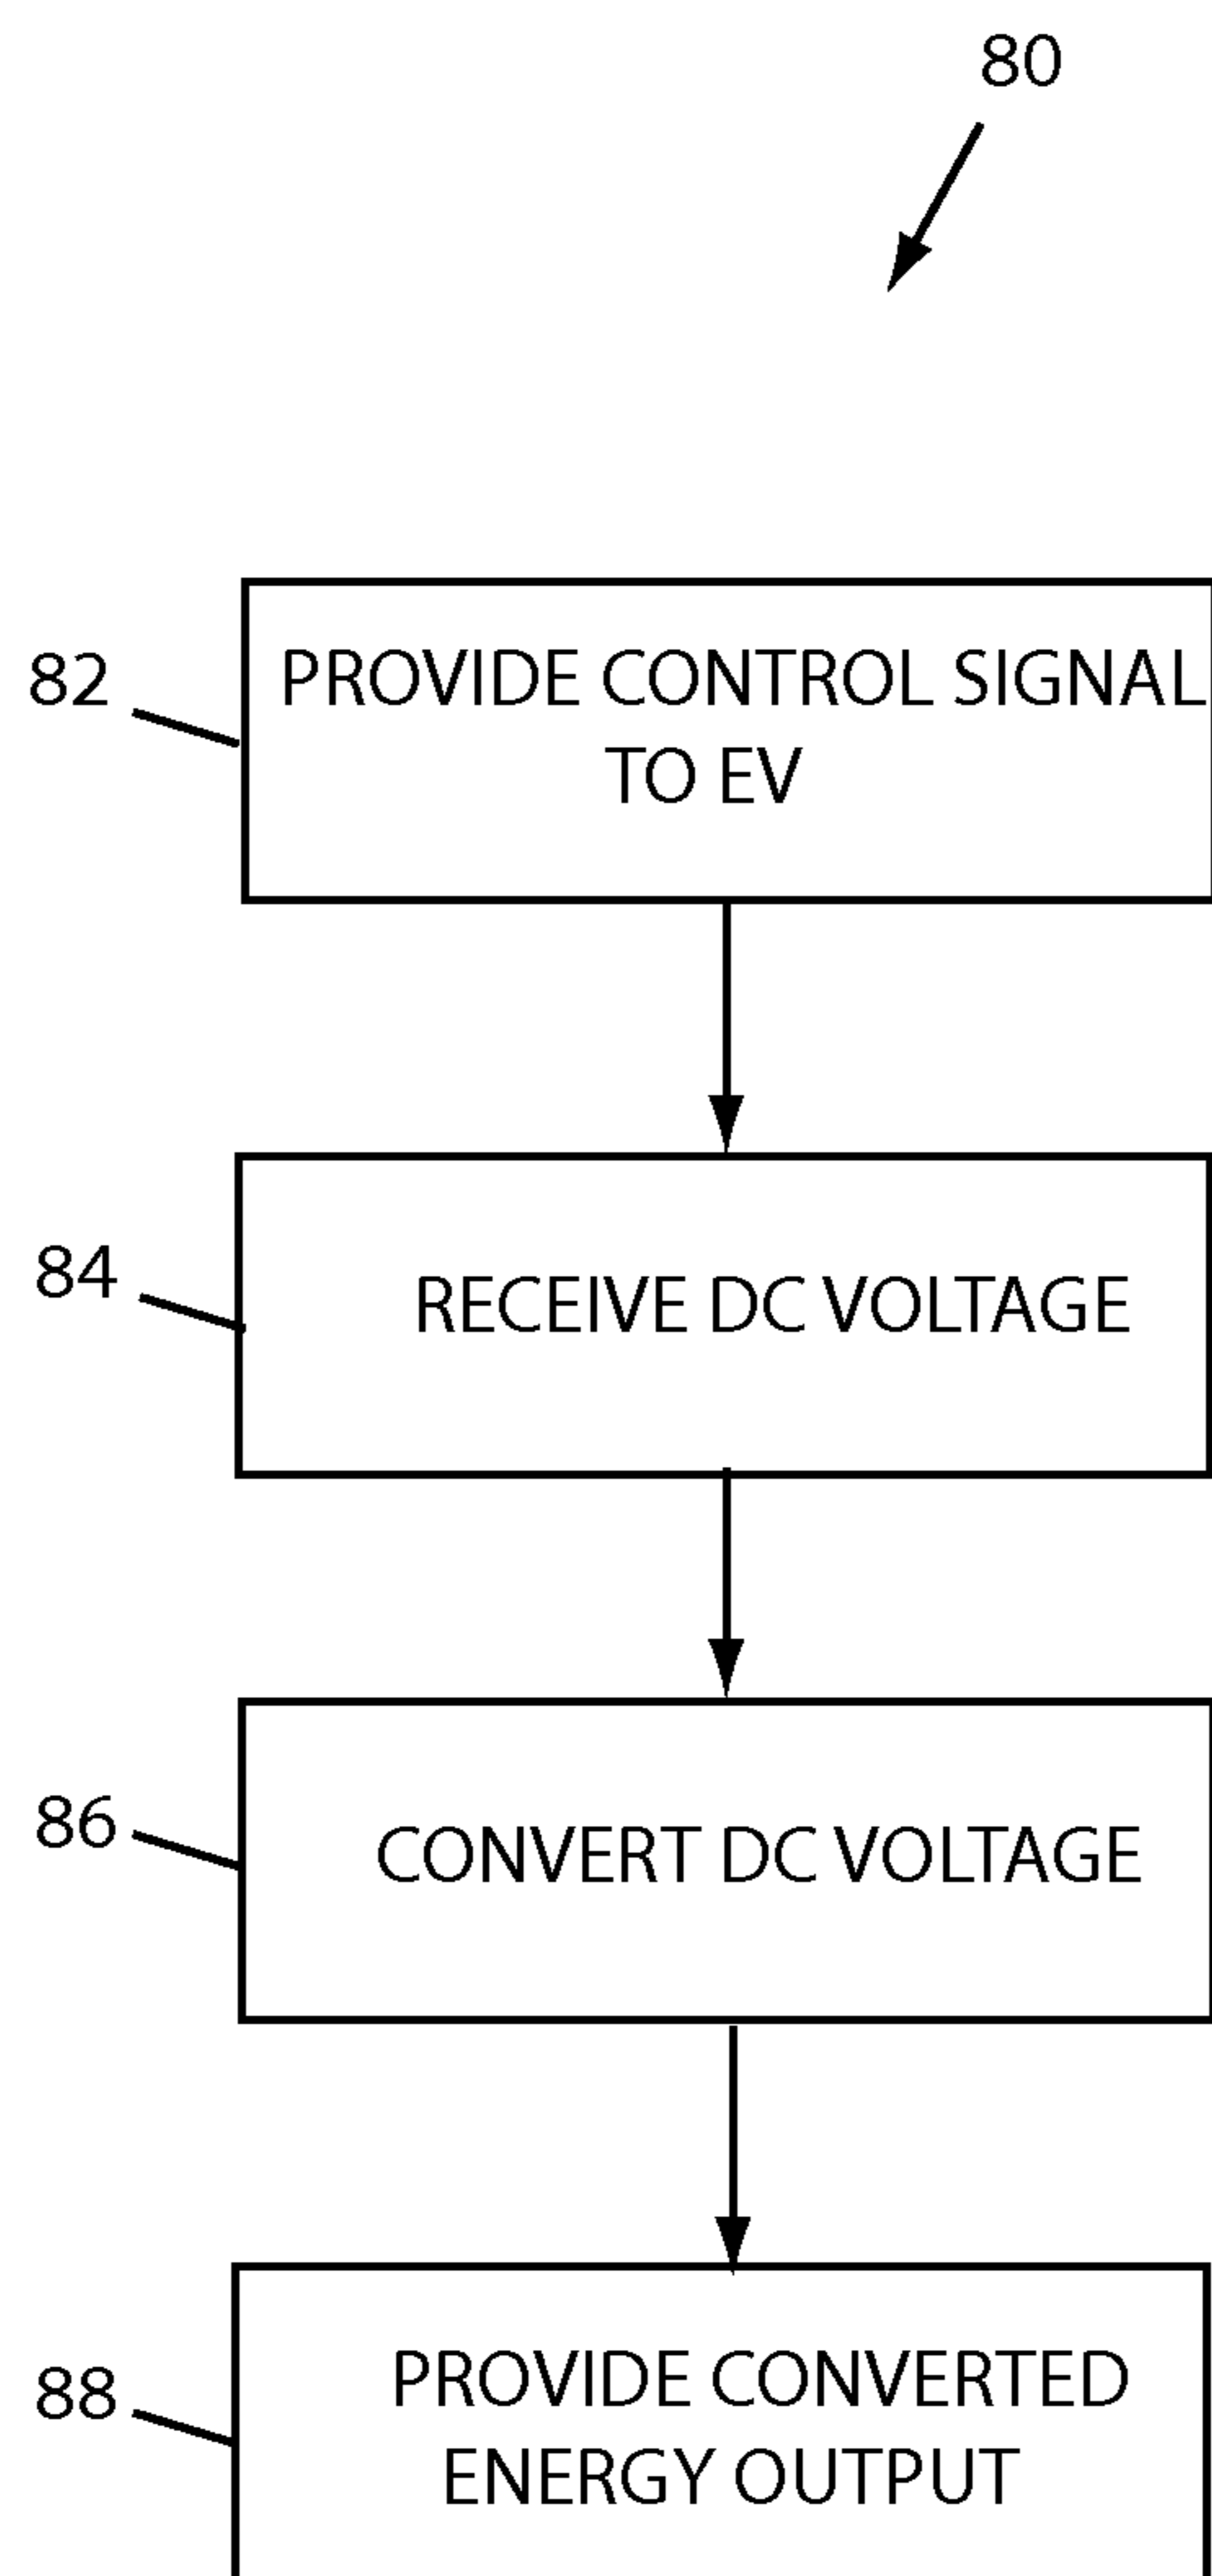 80
82
PROVIDE CONTROL SIGNAL
TO EV
84
RECEIVE DC VOLTAGE
86
CONVERT DC VOLTAGE
88
PROVIDE CONVERTED
ENERGY OUTPUT